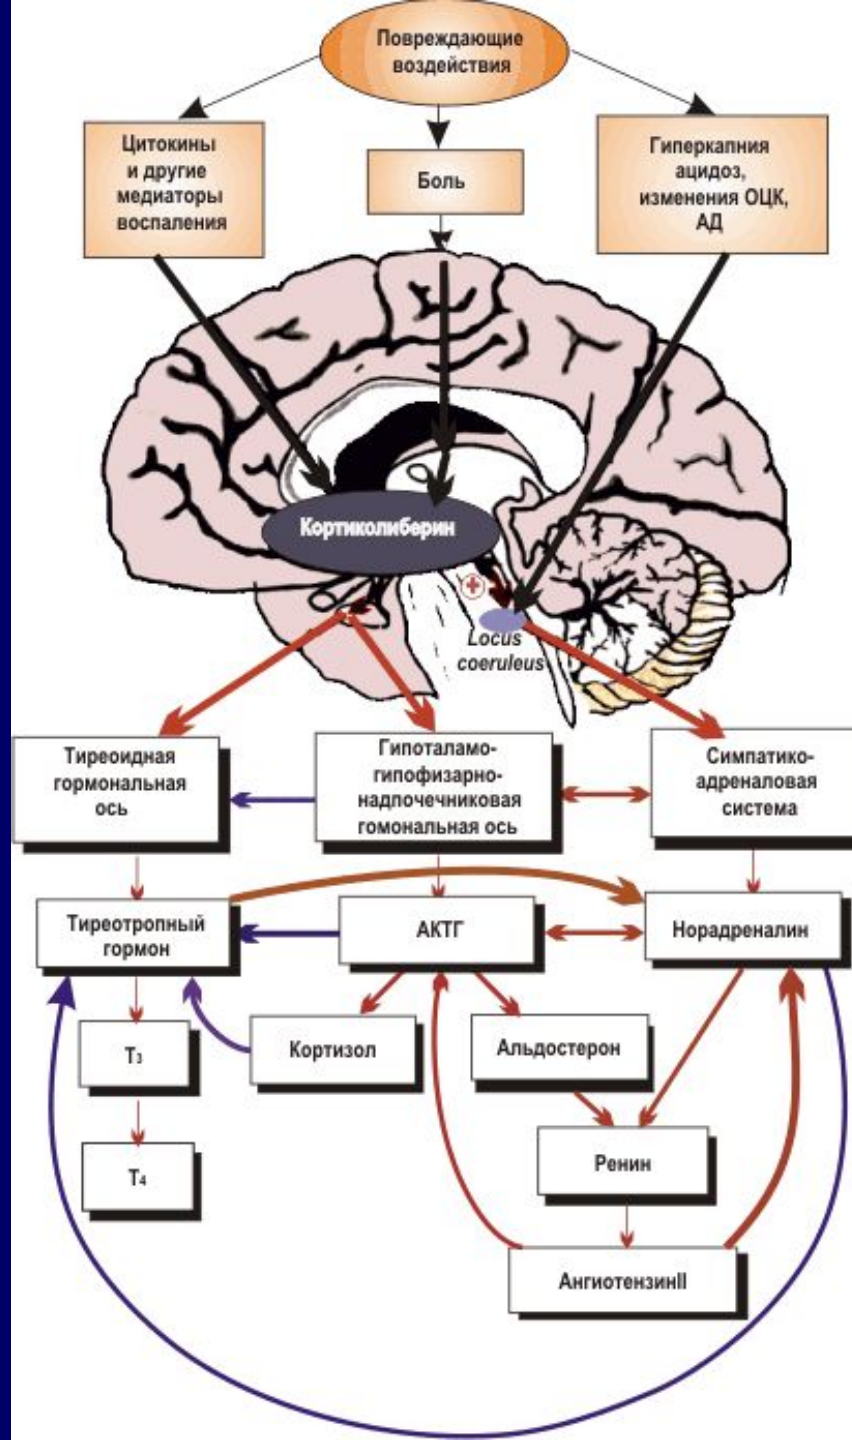 Повреждающие
воздействия
Цитокины
и другие
медиаторы
воспаления
Боль
Гиперкапния
ацидоз,
изменения ОЦК,
АД
Кортиколиберин
Locus
coeruleus
Тиреоидная
гормональная
ось
Гипоталамо-
гипофизарно-
надпочечниковая
гомональная ось
Симпатико-
адреналовая
система
Тиреотропный
гормон
АКТГ
Норадреналин
Т3
Кортизол
Альдостерон
Т4
Ренин
АнгиотензинII